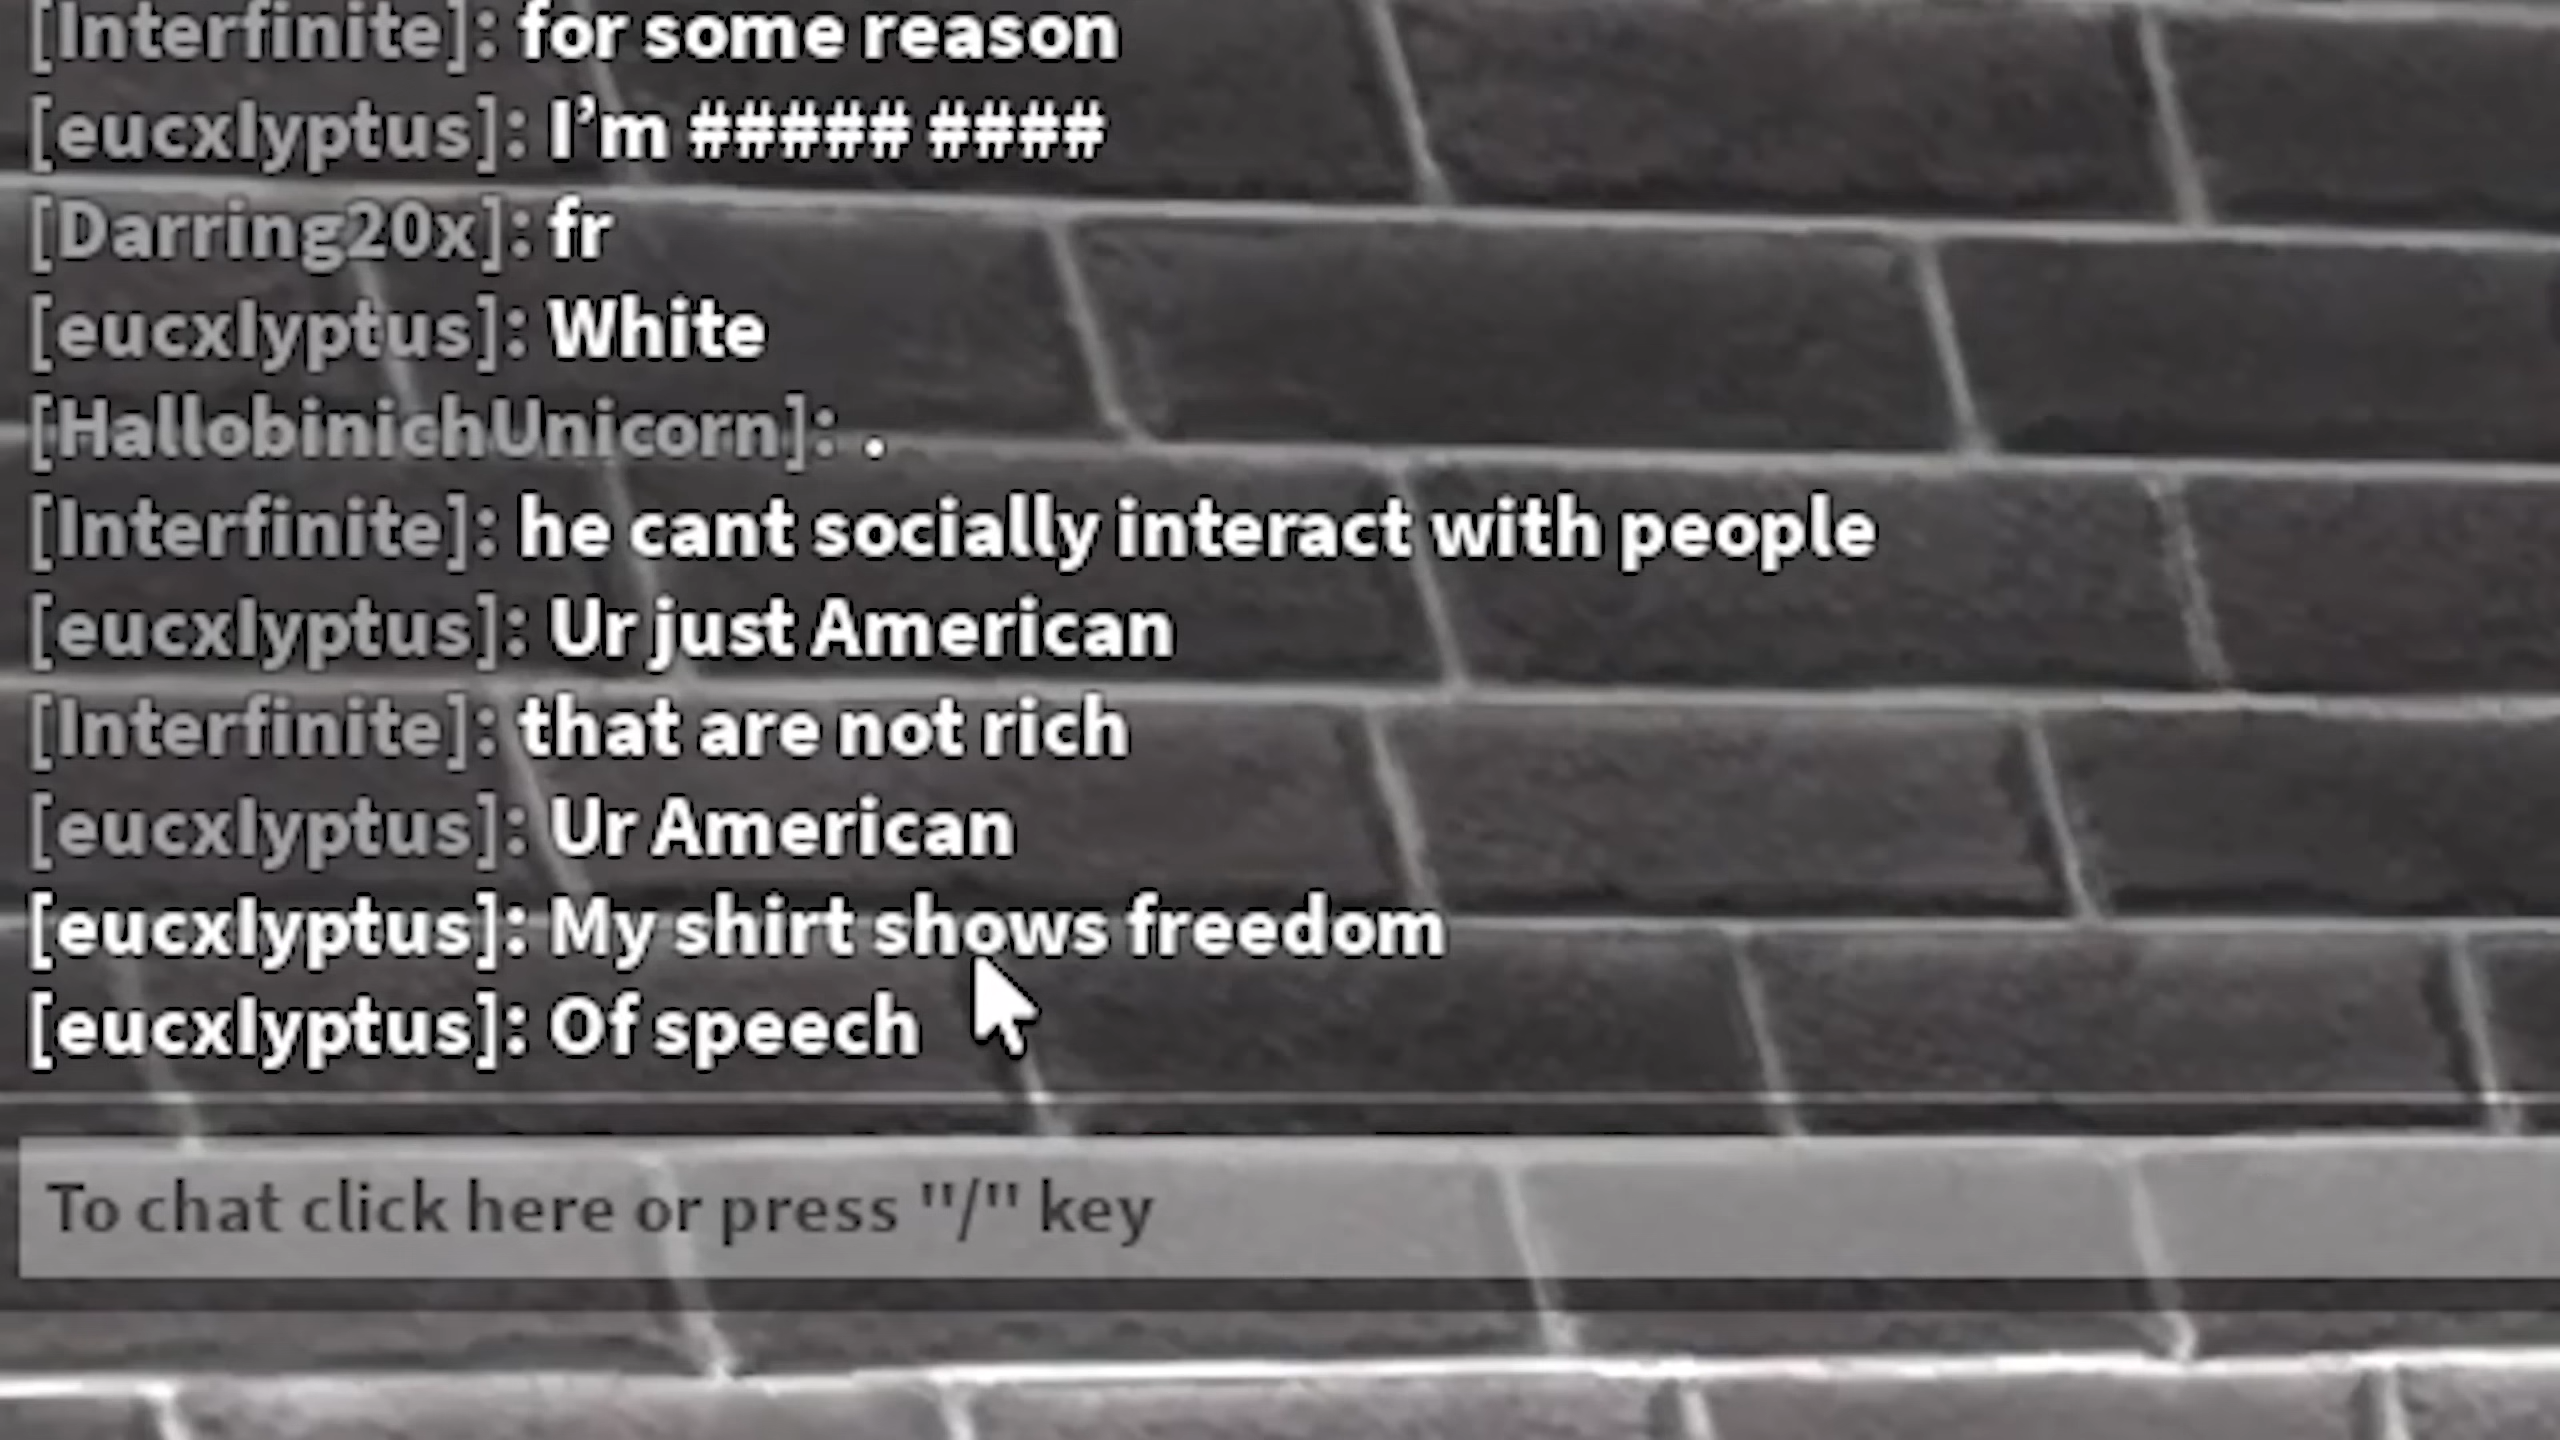 [Interfinite]: for some reason
[eucxlyptus]: I’m ##### ####
[Darring20x]: fr
[eucxlyptus]: White
[HallobinichUnicorn]: .
[Interfinite]: he cant socially interact with people
[eucxlyptus]: Ur just American
[Interfinite]: that are not rich
[eucxlyptus]: Ur American
[eucxlyptus]: My shirt shows freedom
[eucxlyptus]: Of speech
To chat click here or press "/" key